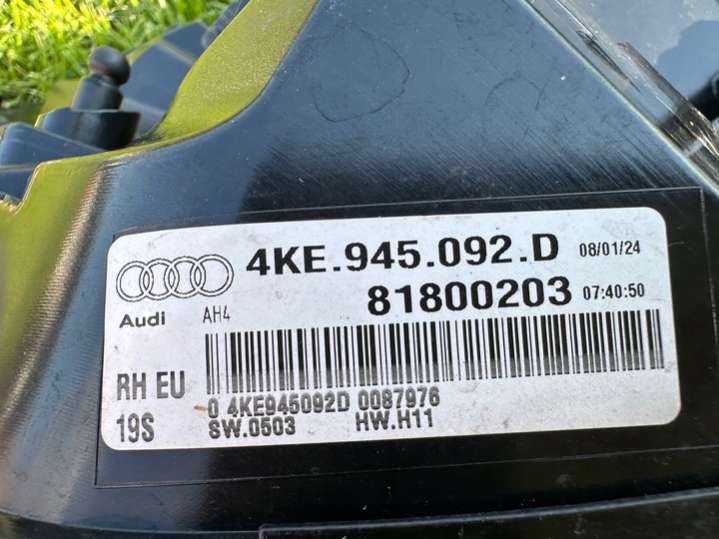 4KE.945.092.D 08/01/24
Audi AH4 81800203 07:40:50
RH EU
0 4KE945092D 0087976
19S SW.0503 HW.H11